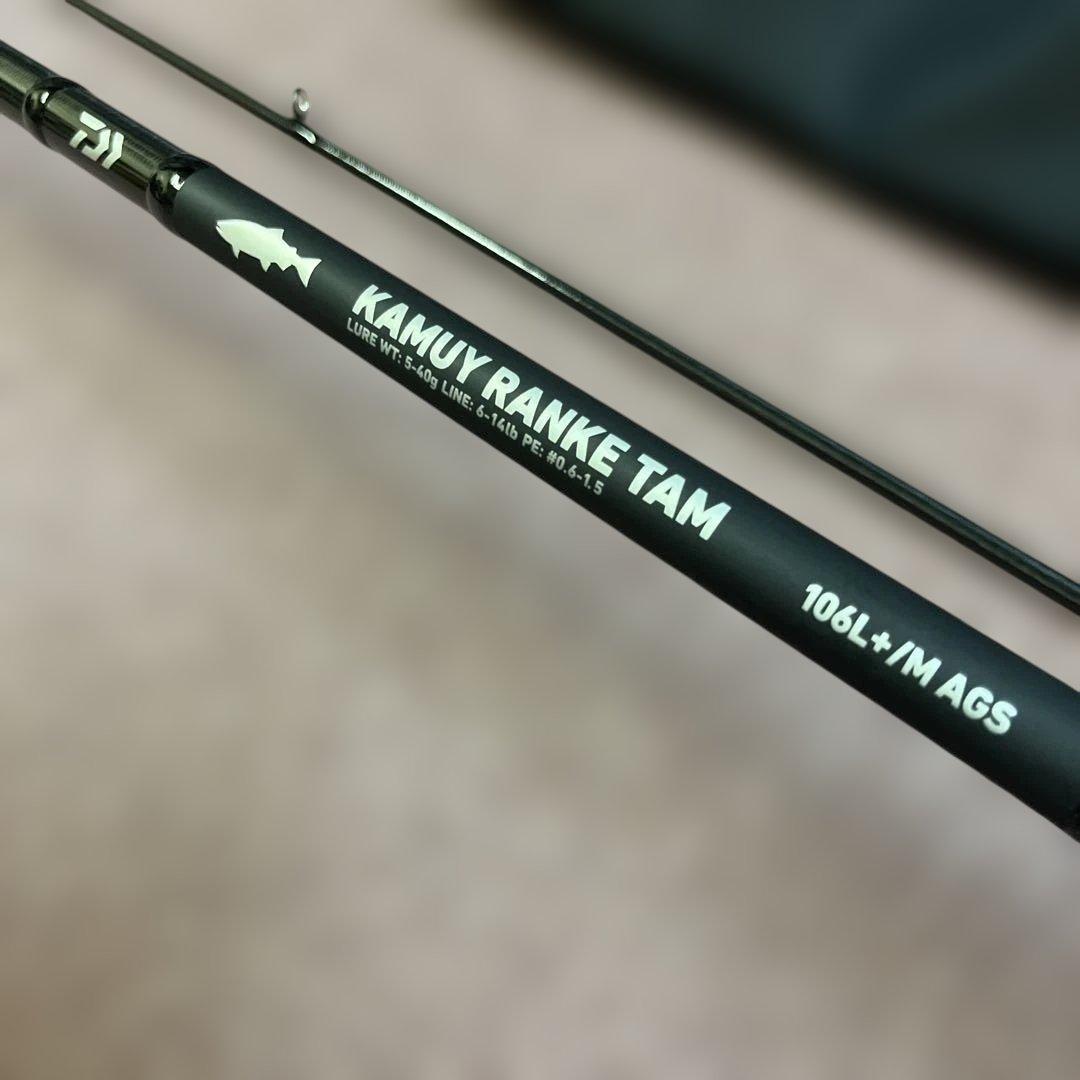 KAMUY RANKE TAM
LURE WT: 5-40g LINE: 6-14lb PE: #0.6-1.5
106L+/M AGS